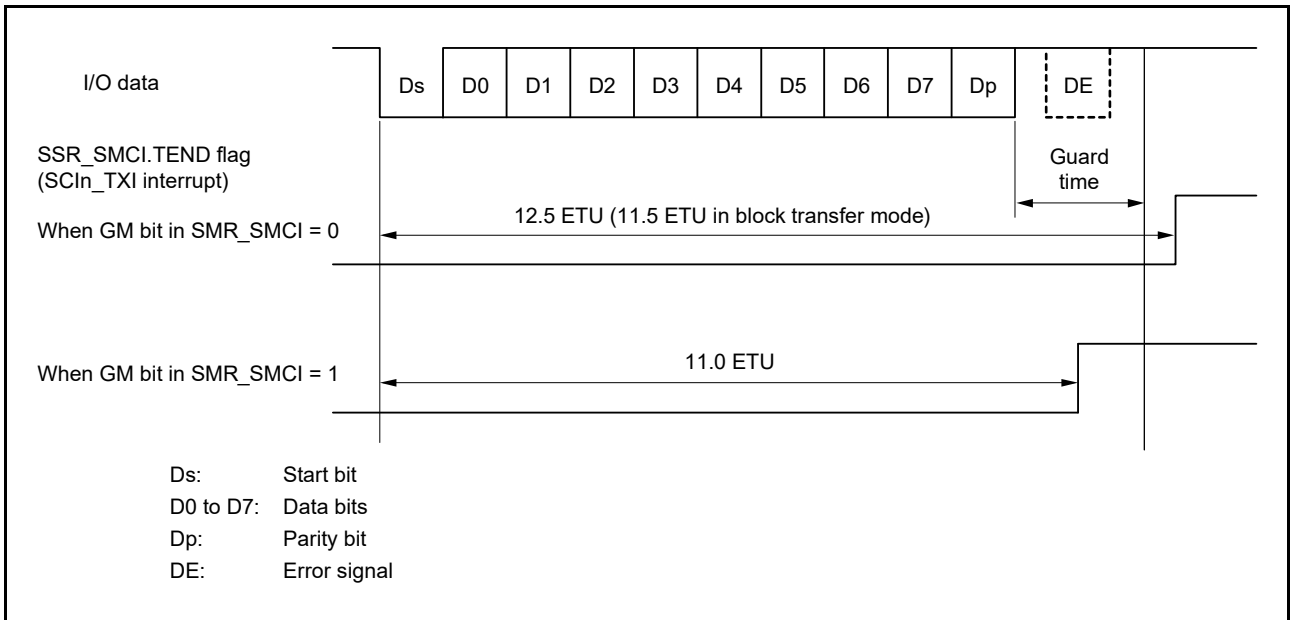 I/O data
Ds D0 D1 D2 D3 D4 D5 D6 D7 Dp DE
SSR_SMCI.TEND flag
(SCIn_TXI interrupt)
Guard
time
When GM bit in SMR_SMCI = 0
12.5 ETU (11.5 ETU in block transfer mode)
When GM bit in SMR_SMCI = 1
11.0 ETU
Ds: Start bit
D0 to D7: Data bits
Dp: Parity bit
DE: Error signal